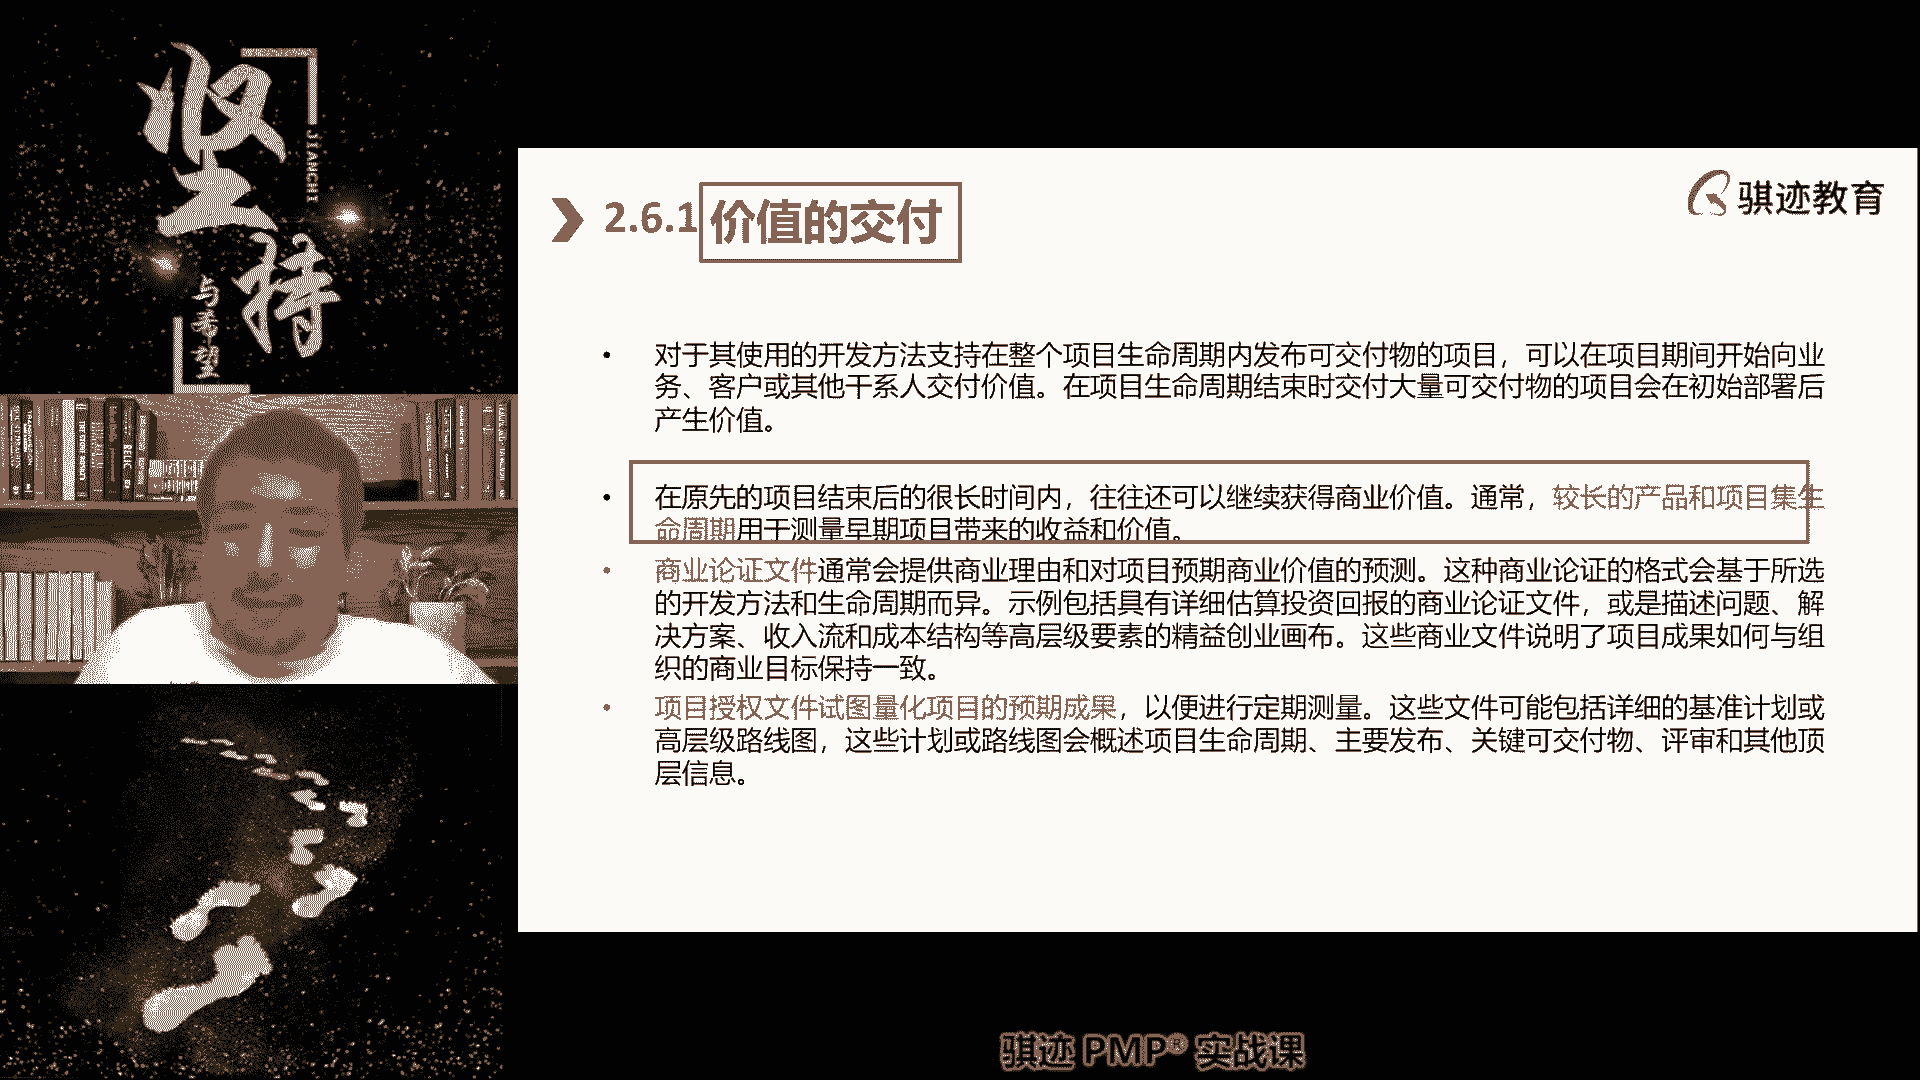 坚持
JIANCHI
与希望
2.6.1 价值的交付
骐迹教育
• 对于其使用的开发方法支持在整个项目生命周期内发布可交付物的项目，可以在项目期间开始向业
务、客户或其他干系人交付价值。在项目生命周期结束时交付大量可交付物的项目会在初始部署后
产生价值。
• 在原先的项目结束后的很长时间内，往往还可以继续获得商业价值。通常，较长的产品和项目集生
命周期用于测量早期项目带来的收益和价值。
• 商业论证文件通常会提供商业理由和对项目预期商业价值的预测。这种商业论证的格式会基于所选
的开发方法和生命周期而异。示例包括具有详细估算投资回报的商业论证文件，或是描述问题、解
决方案、收入流和成本结构等高层级要素的精益创业画布。这些商业文件说明了项目成果如何与组
织的商业目标保持一致。
• 项目授权文件试图量化项目的预期成果，以便进行定期测量。这些文件可能包括详细的基准计划或
高层级路线图，这些计划或路线图会概述项目生命周期、主要发布、关键可交付物、评审和其他顶
层信息。
骐迹 PMP® 实战课